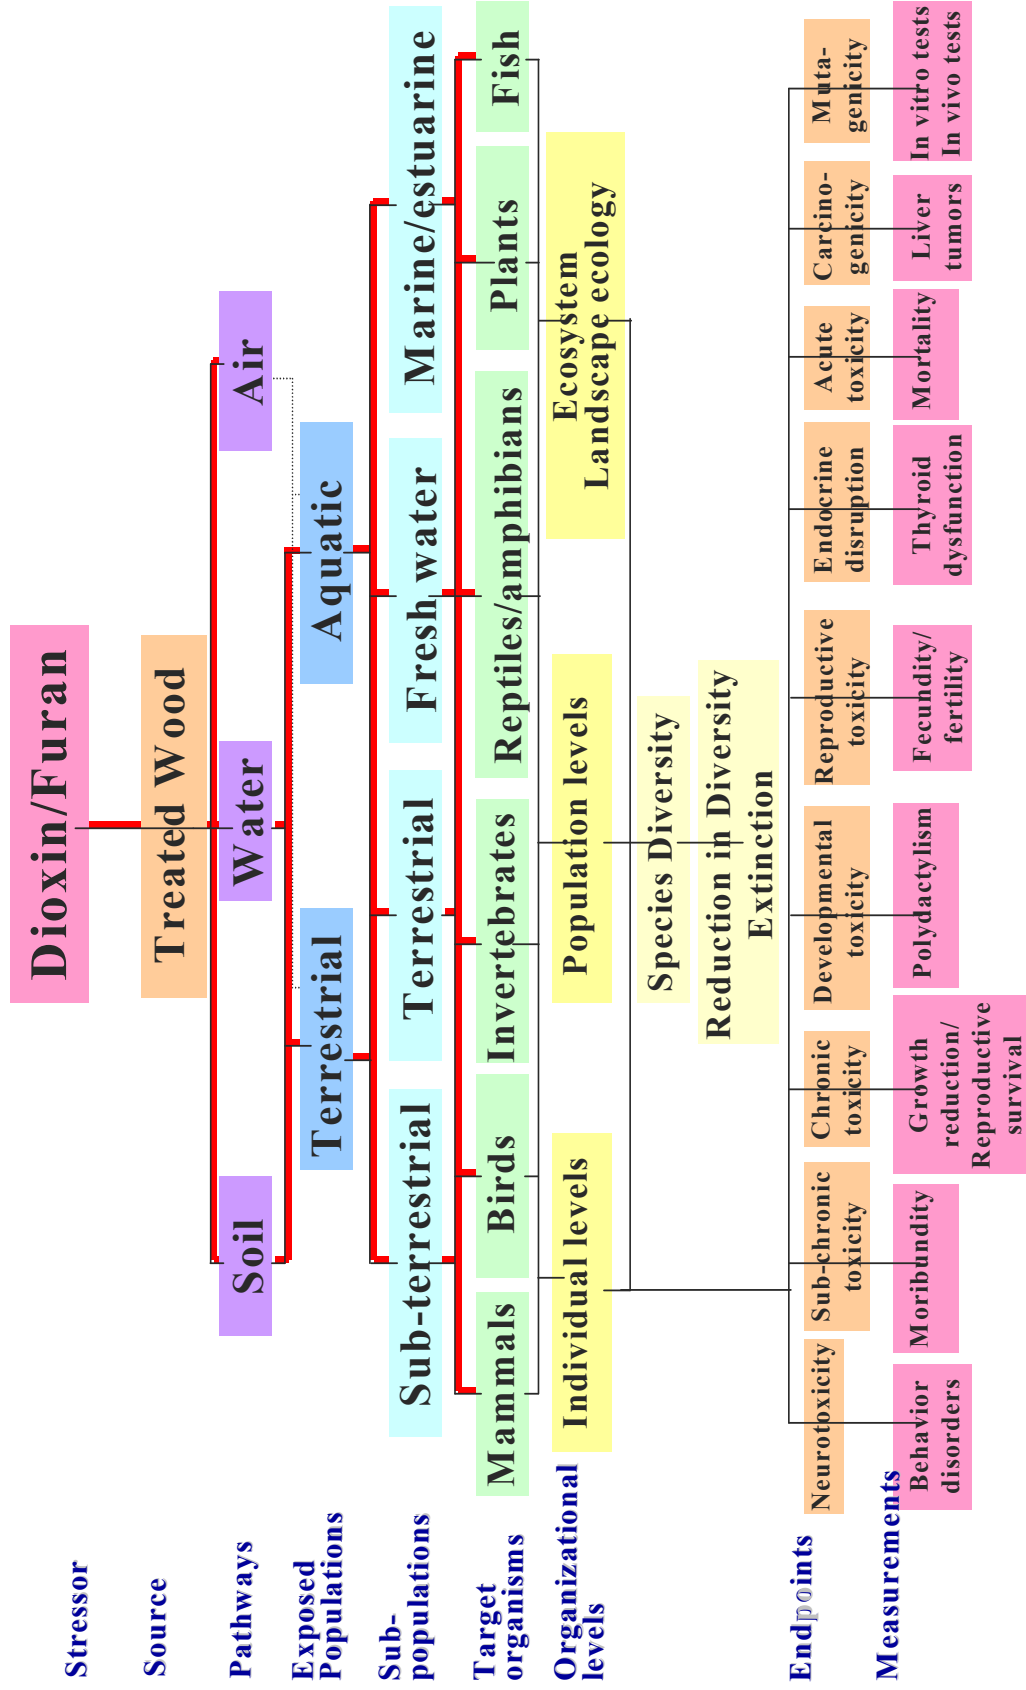 Stressor
Dioxin/Furan
Source
Treated Wood
Pathways
Soil
Water
Air
Exposed
Populations
Terrestrial
Aquatic
Sub-
populations
Sub-terrestrial
Terrestrial
Fresh water
Marine/estuarine
Target
organisms
Mammals
Birds
Invertebrates
Reptiles/amphibians
Plants
Fish
Organizational
levels
Individual levels
Population levels
Ecosystem
Landscape ecology
Species Diversity
Reduction in Diversity
Extinction
Endpoints
Neurotoxicity
Sub-chronic
toxicity
Chronic
toxicity
Developmental
toxicity
Reproductive
toxicity
Endocrine
disruption
Acute
toxicity
Carcino-
genicity
Muta-
genicity
Measurements
Behavior
disorders
Moribundity
Growth
reduction/
Reproductive
survival
Polydactylism
Fecundity/
fertility
Thyroid
dysfunction
Mortality
Liver
tumors
In vitro tests
In vivo tests